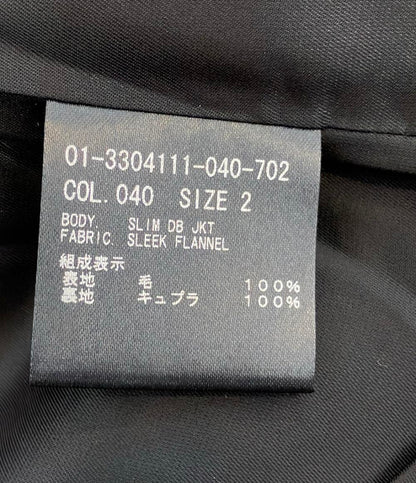 01-3304111-040-702
COL. 040 SIZE 2
BODY. SLIM DB JKT
FABRIC. SLEEK FLANNEL
組成表示
表地 毛 100%
裏地 キュプラ 100%